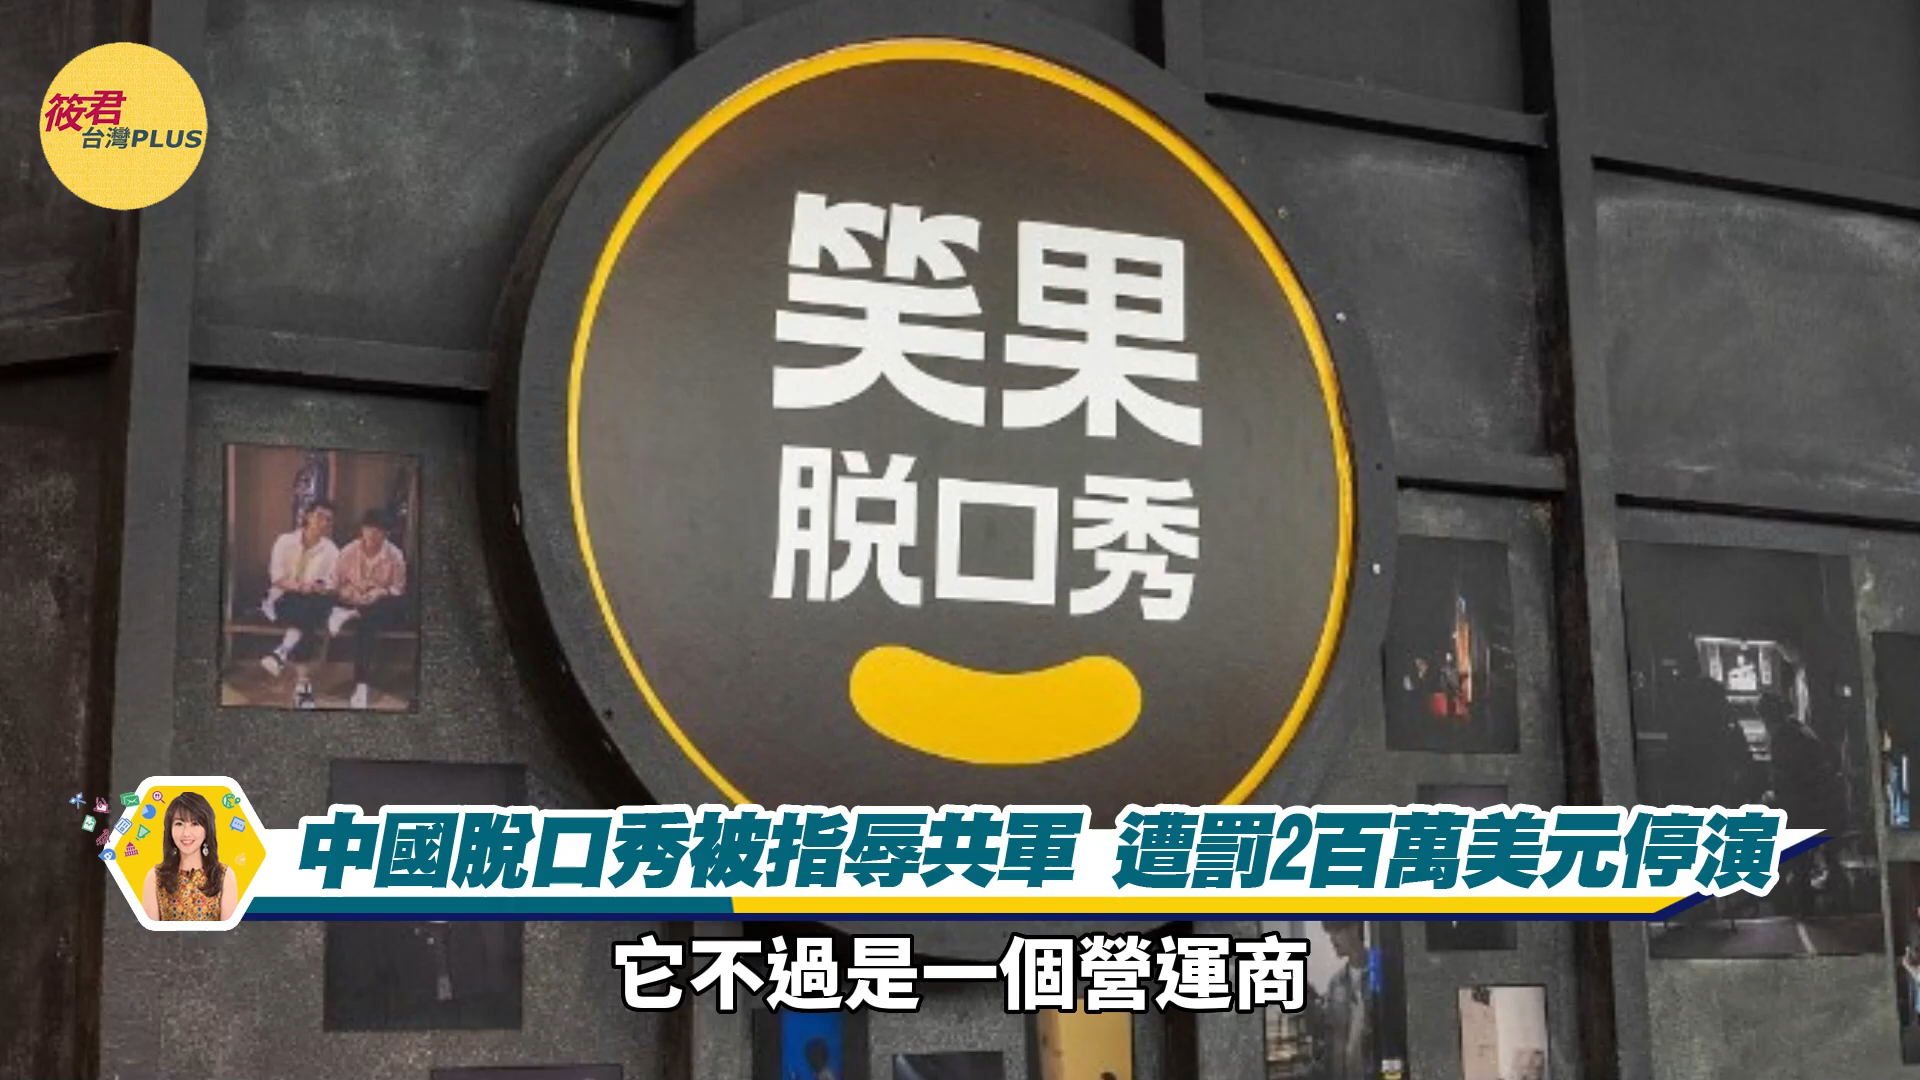 筱君
台灣PLUS
笑果
脱口秀
中國脫口秀被指辱共軍 遭罰2百萬美元停演
它不過是一個營運商